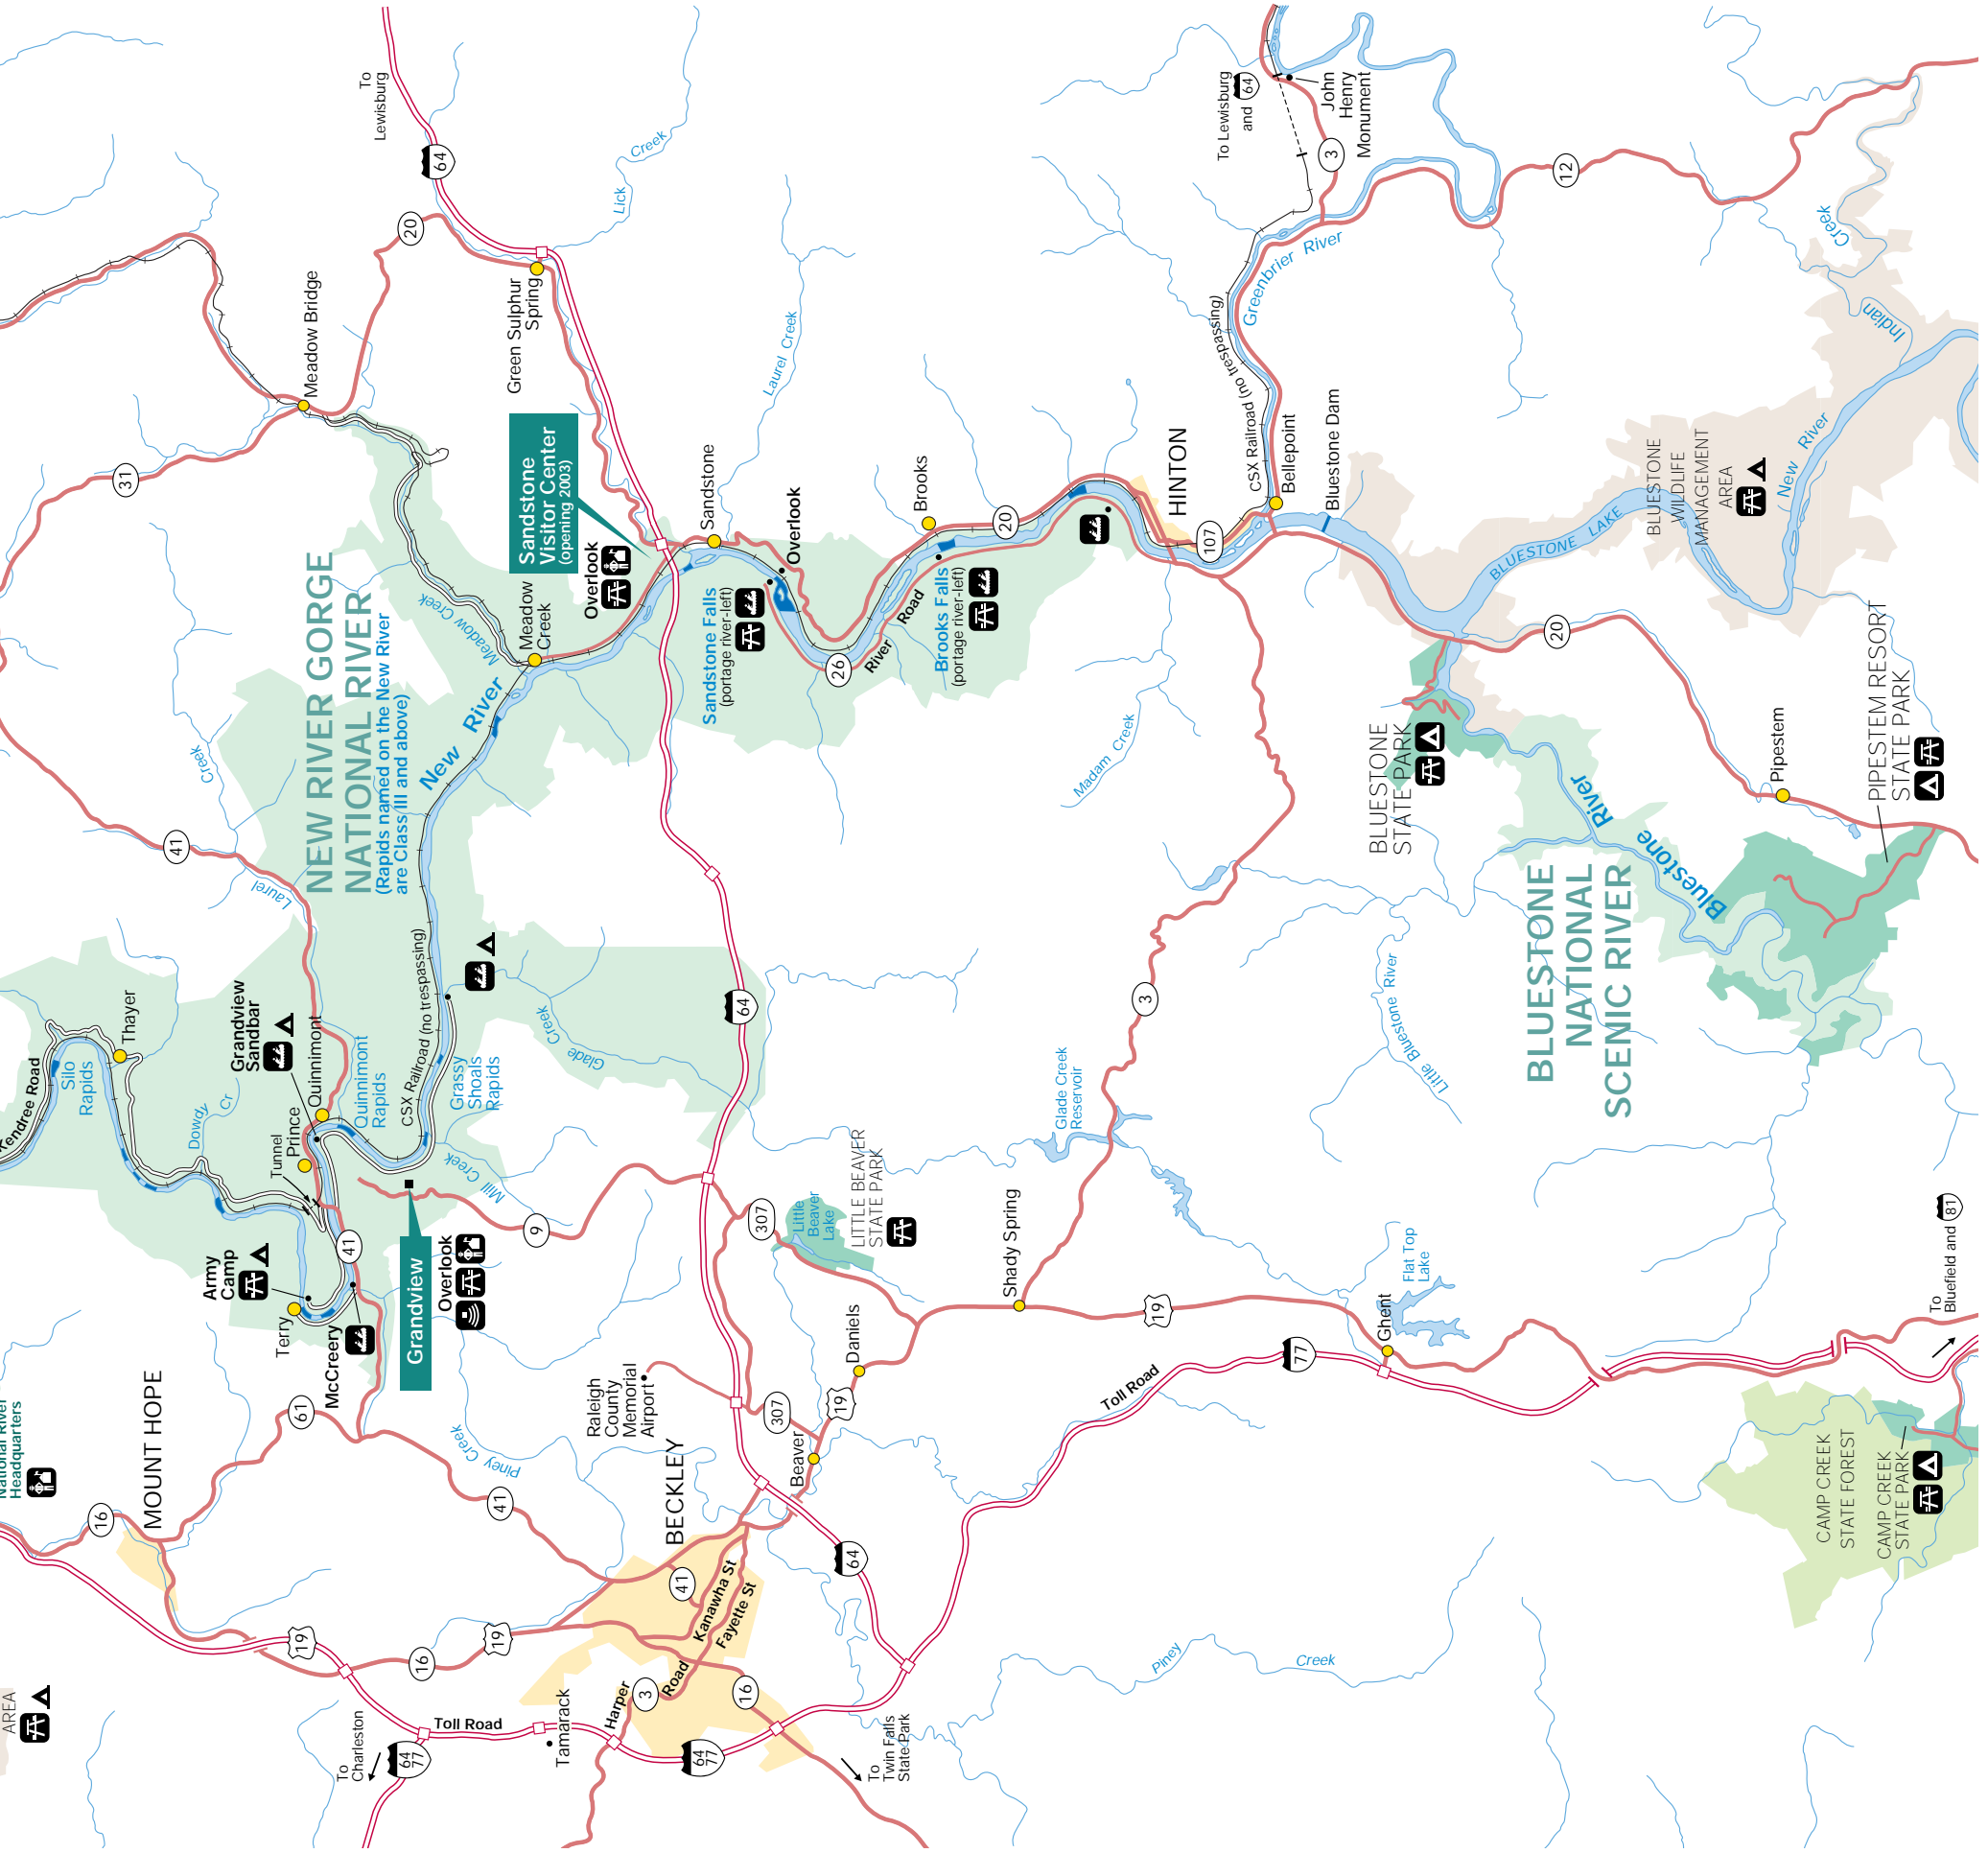 To
Lewisburg
64
20
Lick
Creek
Meadow Bridge
Green Sulphur
Spring
31
Laurel Creek
Sandstone
Visitor Center
(opening 2003)
Overlook
Sandstone
Overlook
Brooks
20
HINTON
107
CSX Railroad (no trespassing)
Bellepoint
Bluestone Dam
Greenbrier River
To Lewisburg
and 64
John
Henry
Monument
3
12
Indian
Creek
New River
BLUESTONE
WILDLIFE
MANAGEMENT
AREA
BLUESTONE LAKE
20
NEW RIVER GORGE
NATIONAL RIVER
(Rapids named on the New River
are Class III and above)
Meadow Creek
Meadow
Creek
New River
Sandstone Falls
(portage river-left)
26
River Road
Brooks Falls
(portage river-left)
Madam Creek
BLUESTONE
STATE PARK
Pipestem
PIPESTEM RESORT
STATE PARK
Bluestone River
BLUESTONE
NATIONAL
SCENIC RIVER
Little Bluestone River
41
Laurel
Creek
Thayer
Silo
Rapids
Dowdy
Cr
Grandview
Sandbar
Quinnimont
Quinnimont
Rapids
Prince
Tunnel
CSX Railroad (no trespassing)
Grassy
Shoals
Rapids
Glade
Creek
Mill Creek
64
3
Glade Creek
Reservoir
Army
Camp
Terry
41
McCreery
Grandview
Overlook
9
307
Little
Beaver
Lake
LITTLE BEAVER
STATE PARK
Shady Spring
19
Flat Top
Lake
Ghent
77
Toll Road
To
Bluefield and 81
Headquarters
16
MOUNT HOPE
61
41
Piney Creek
Raleigh
County
Memorial
Airport
BECKLEY
307
19
Daniels
Beaver
64
41
Kanawha St
Fayette St
19
16
19
Harper
Road
3
16
Toll Road
Tamarack
64
77
64
77
To
Charleston
To
Twin Falls
State Park
Piney
Creek
CAMP CREEK
STATE FOREST
CAMP CREEK
STATE PARK
AREA